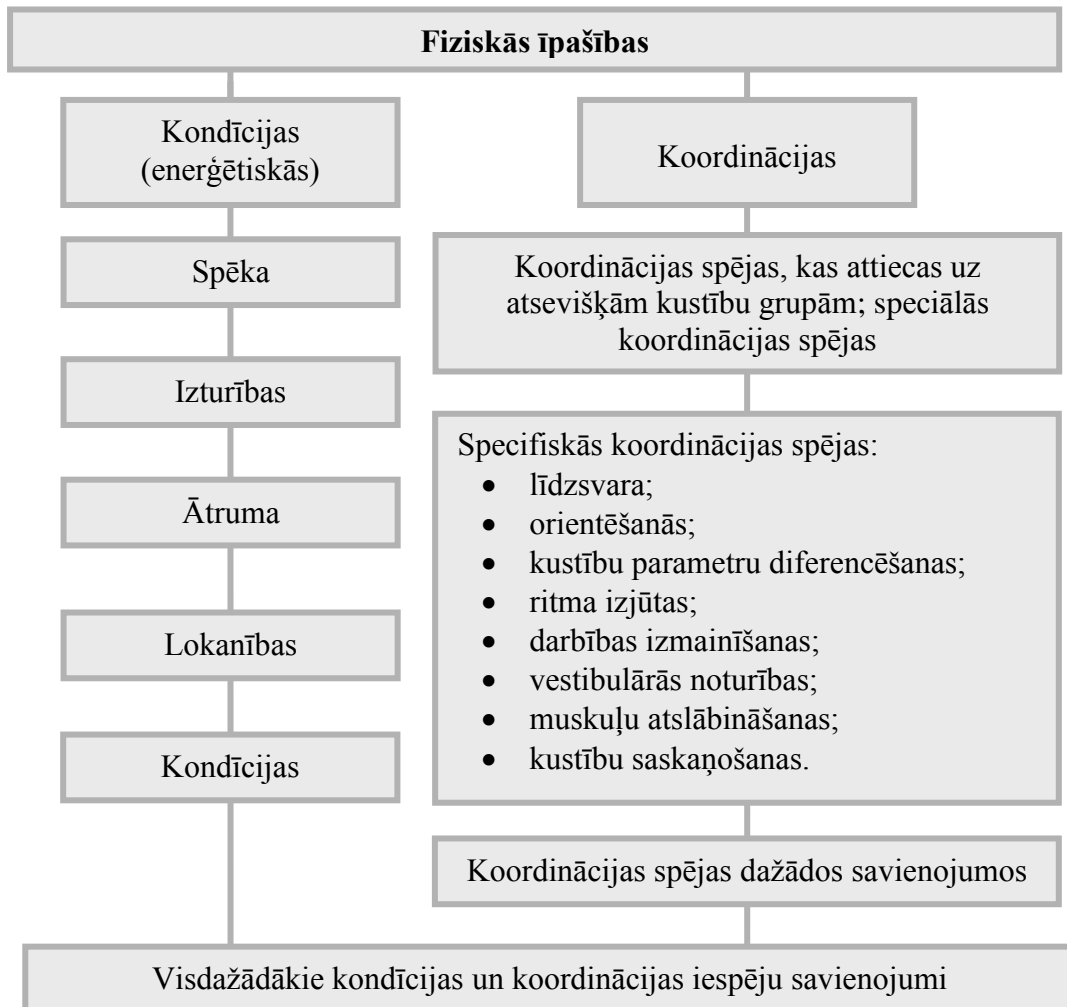 Fiziskās īpašības
Kondīcijas
(enerģētiskās)
Spēka
Izturības
Ātruma
Lokanības
Kondīcijas
Koordinācijas
Koordinācijas spējas, kas attiecas uz
atsevišķām kustību grupām; speciālās
koordinācijas spējas
Specifiskās koordinācijas spējas:
• līdzsvara;
• orientēšanās;
• kustību parametru diferencēšanas;
• ritma izjūtas;
• darbības izmainīšanas;
• vestibulārās noturības;
• muskuļu atslābināšanas;
• kustību saskaņošanas.
Koordinācijas spējas dažādos savienojumos
Visdažādākie kondīcijas un koordinācijas iespēju savienojumi